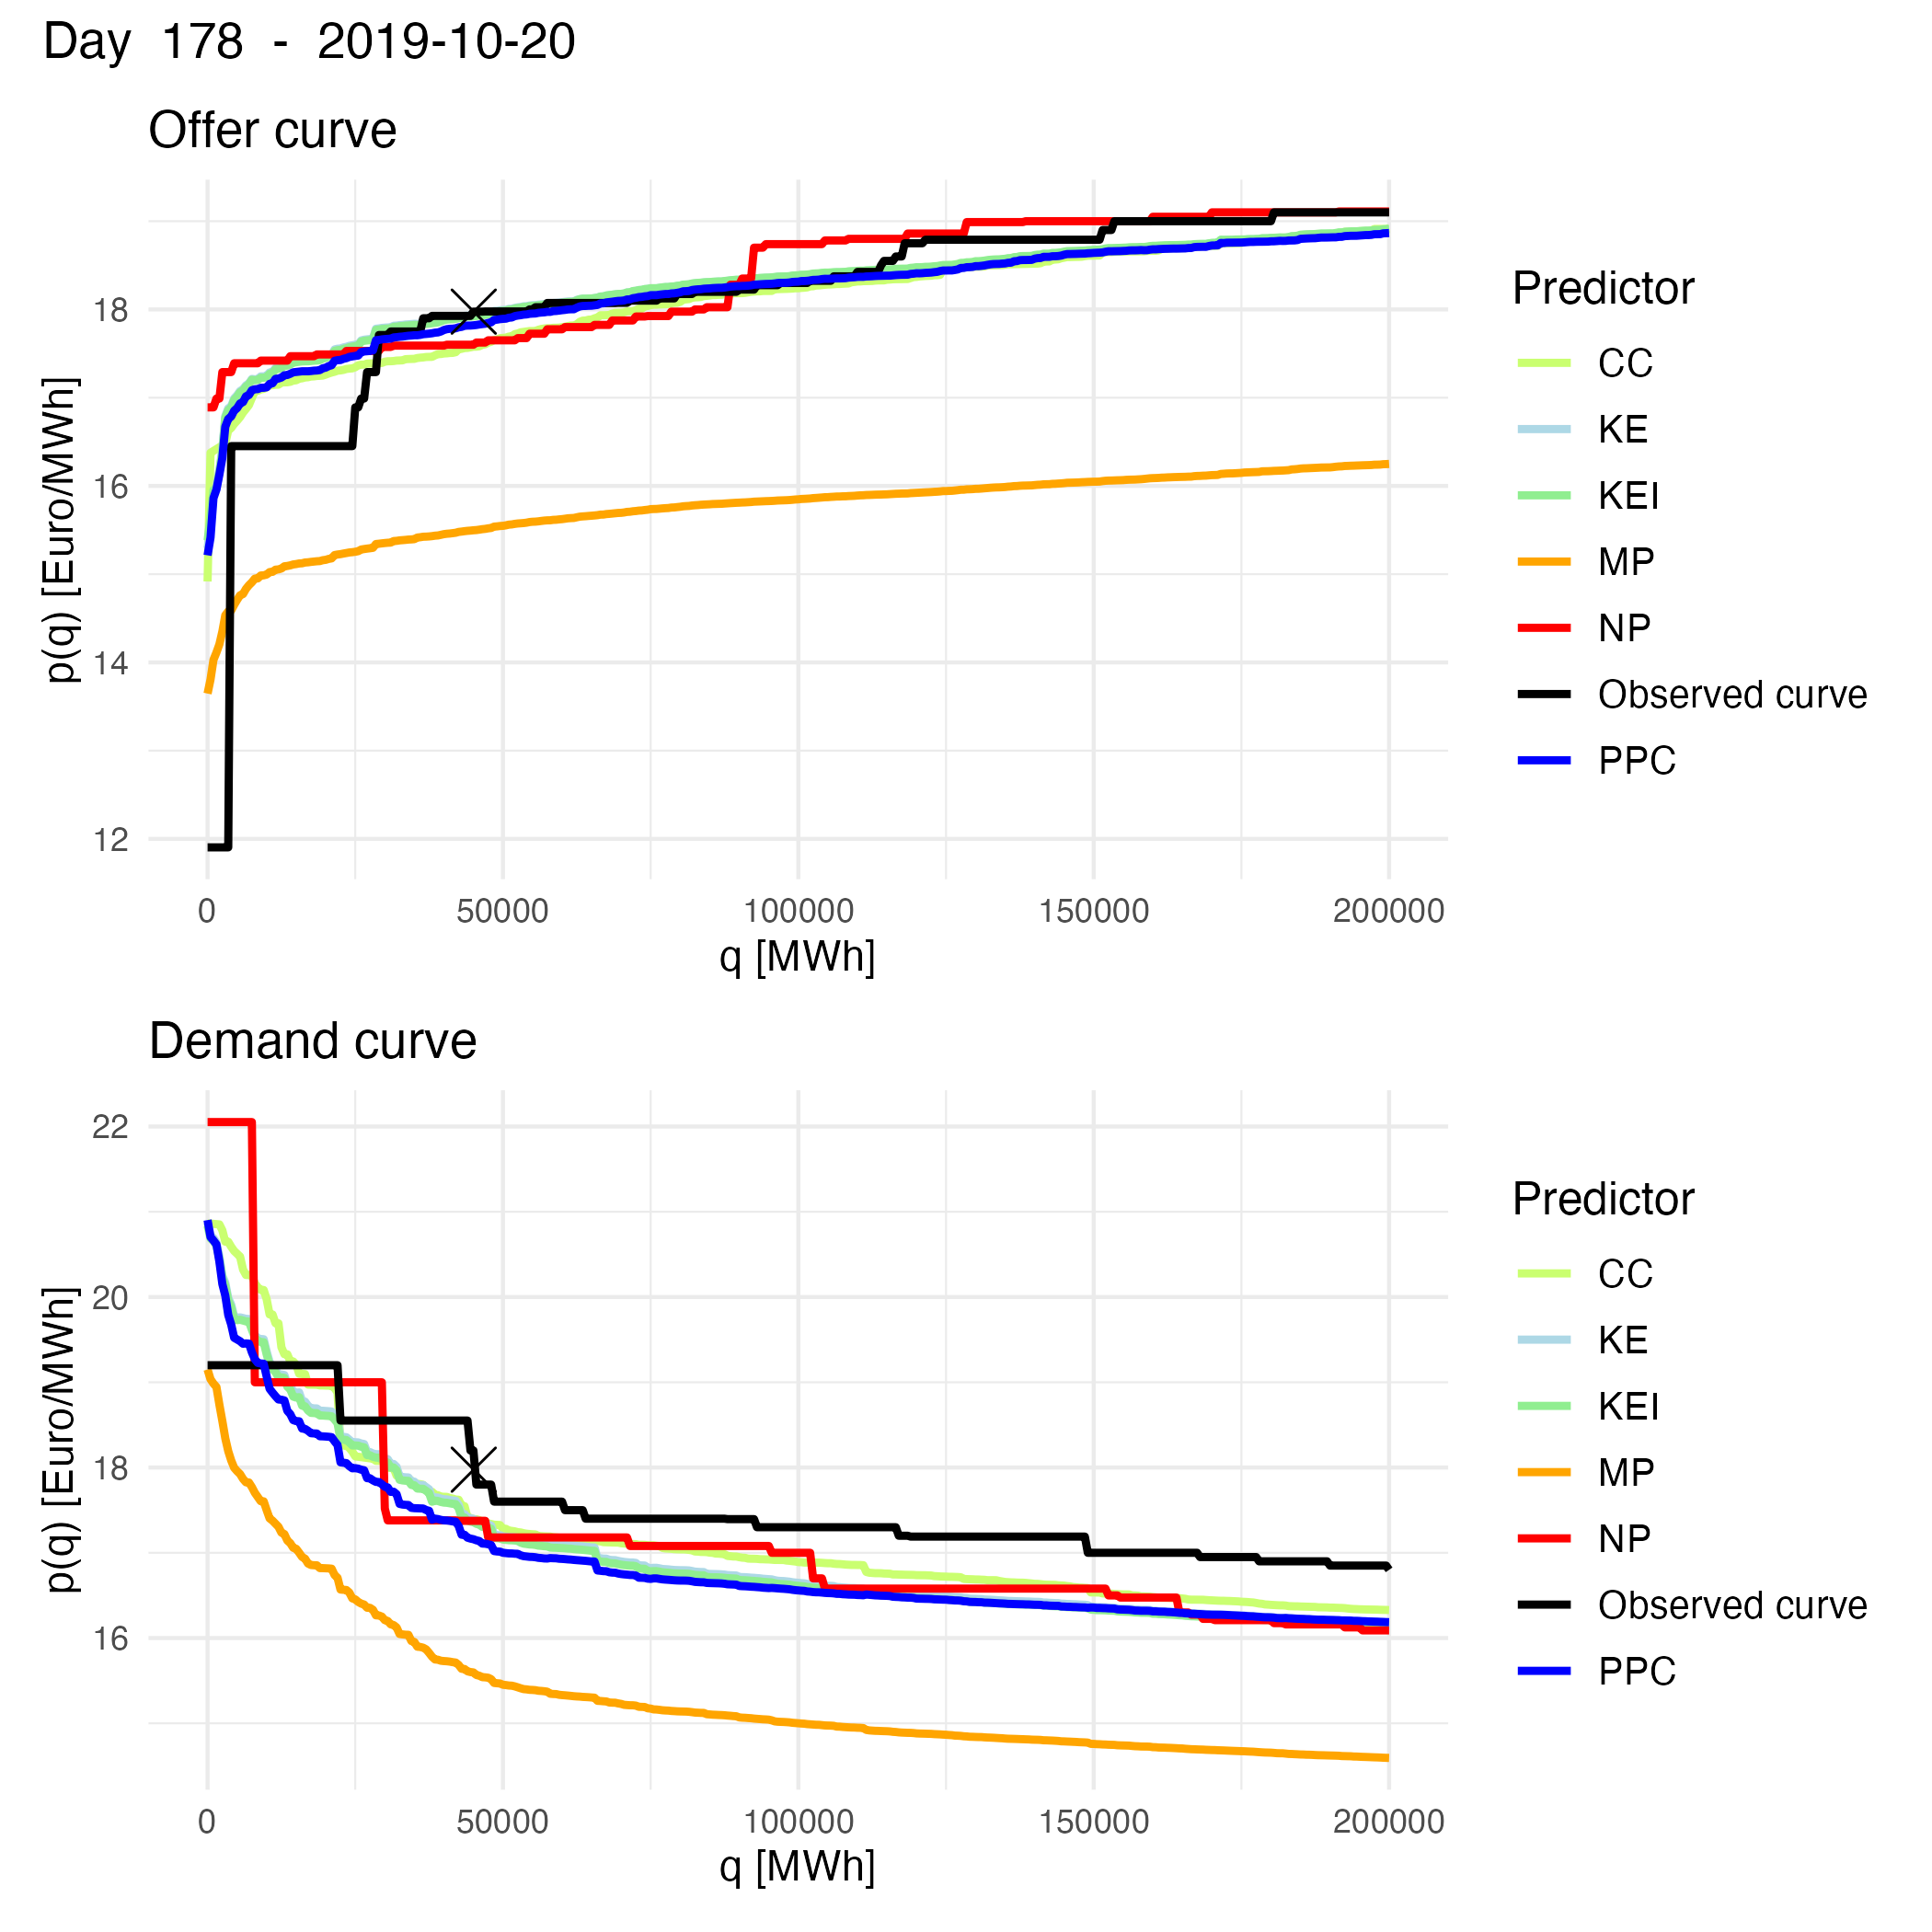 Day 178 - 2019-10-20
Offer curve
p(q) [Euro/MWh]
18
16
14
12
0 50000 100000 150000 200000
q [MWh]
Predictor
CC
KE
KEI
MP
NP
Observed curve
PPC
Demand curve
p(q) [Euro/MWh]
22
20
18
16
0 50000 100000 150000 200000
q [MWh]
Predictor
CC
KE
KEI
MP
NP
Observed curve
PPC